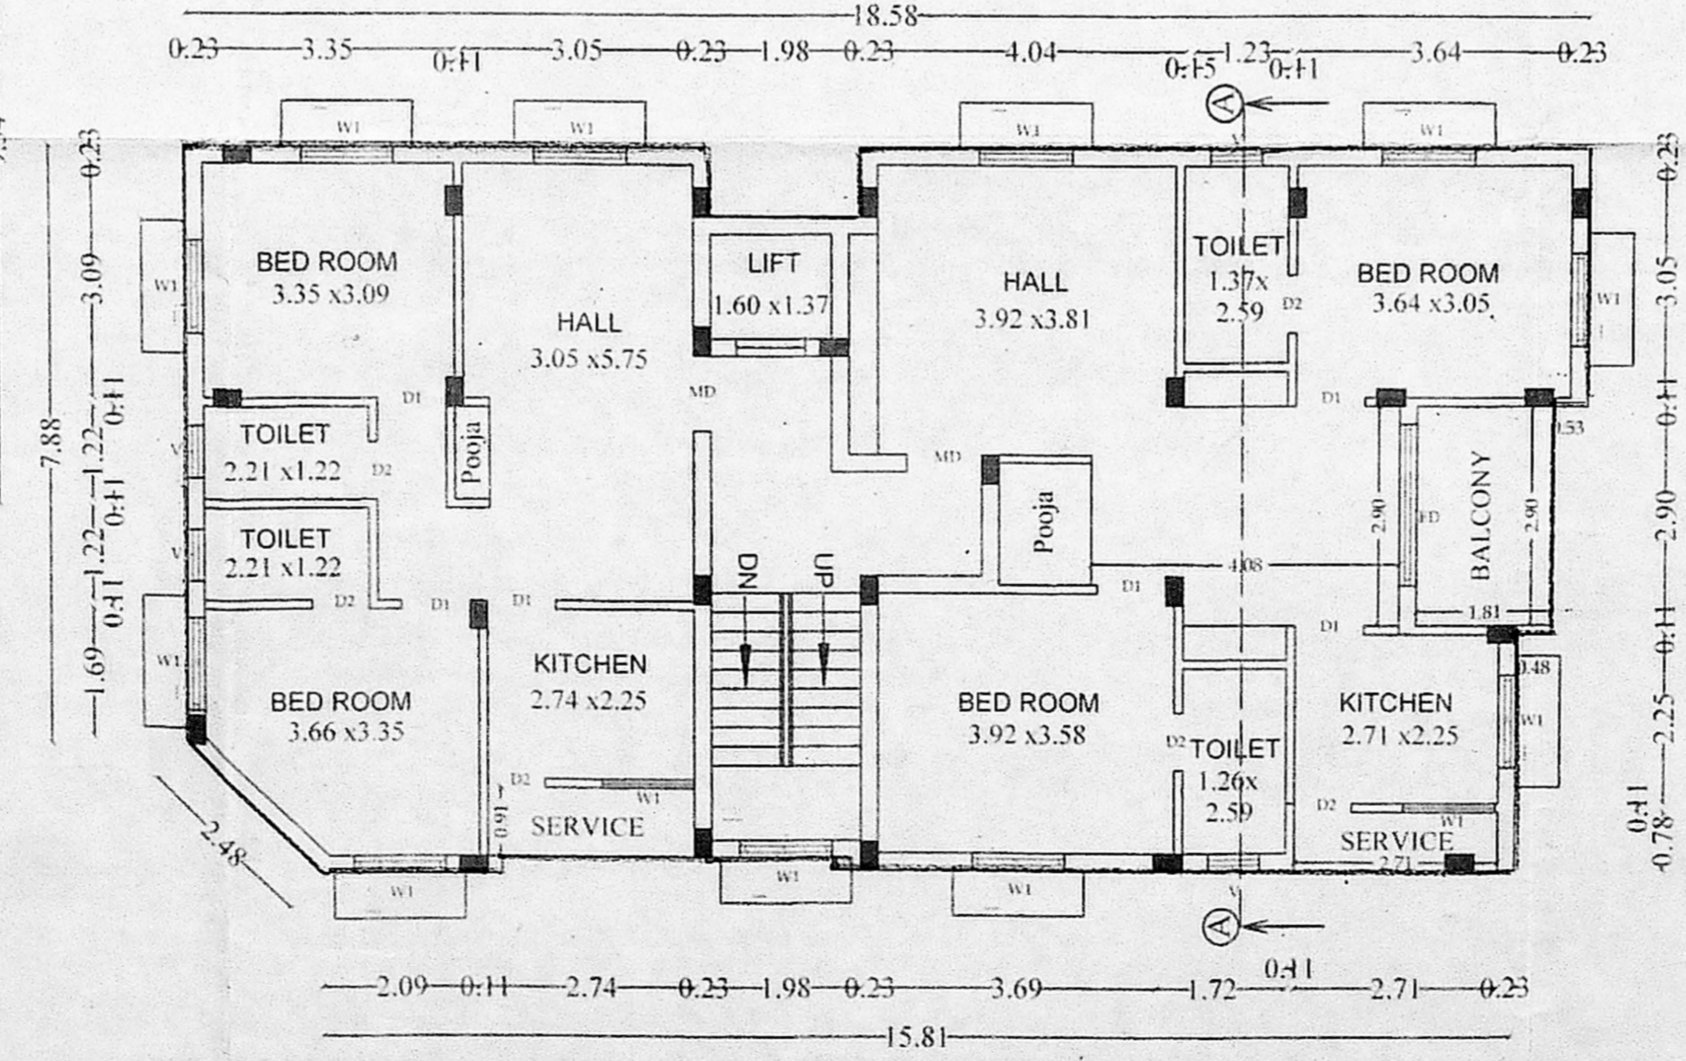 18.58
0.23 3.35 0.11 3.05 0.23 1.98 0.23 4.04 0.15 1.23 0.11 3.64 0.23
A
W1 W1 W1 V W1
0.23
3.09
0.11
1.22
0.11
1.22
0.11
1.69
7.88
W1
V
V
W1
BED ROOM
3.35 x3.09
HALL
3.05 x5.75
LIFT
1.60 x1.37
HALL
3.92 x3.81
TOILET
1.37x
2.59
D2
BED ROOM
3.64 x3.05
W1
D1
MD
D1
TOILET
2.21 x1.22
D2
Pooja
MD
Pooja
0.53
2.90
FD
BALCONY
2.90
1.81
TOILET
2.21 x1.22
D2
D1
D1
DN
UP
4.08
D1
D1
BED ROOM
3.66 x3.35
KITCHEN
2.74 x2.25
D2
W1
0.91
SERVICE
BED ROOM
3.92 x3.58
D2
TOILET
1.26x
2.59
KITCHEN
2.71 x2.25
0.48
W1
D2
W1
SERVICE
2.71
0.23
3.05
0.11
2.90
0.11
2.25
0.11
0.78
2.48
W1 W1 W1 V
A
2.09 0.11 2.74 0.23 1.98 0.23 3.69 1.72 0.11 2.71 0.23
15.81